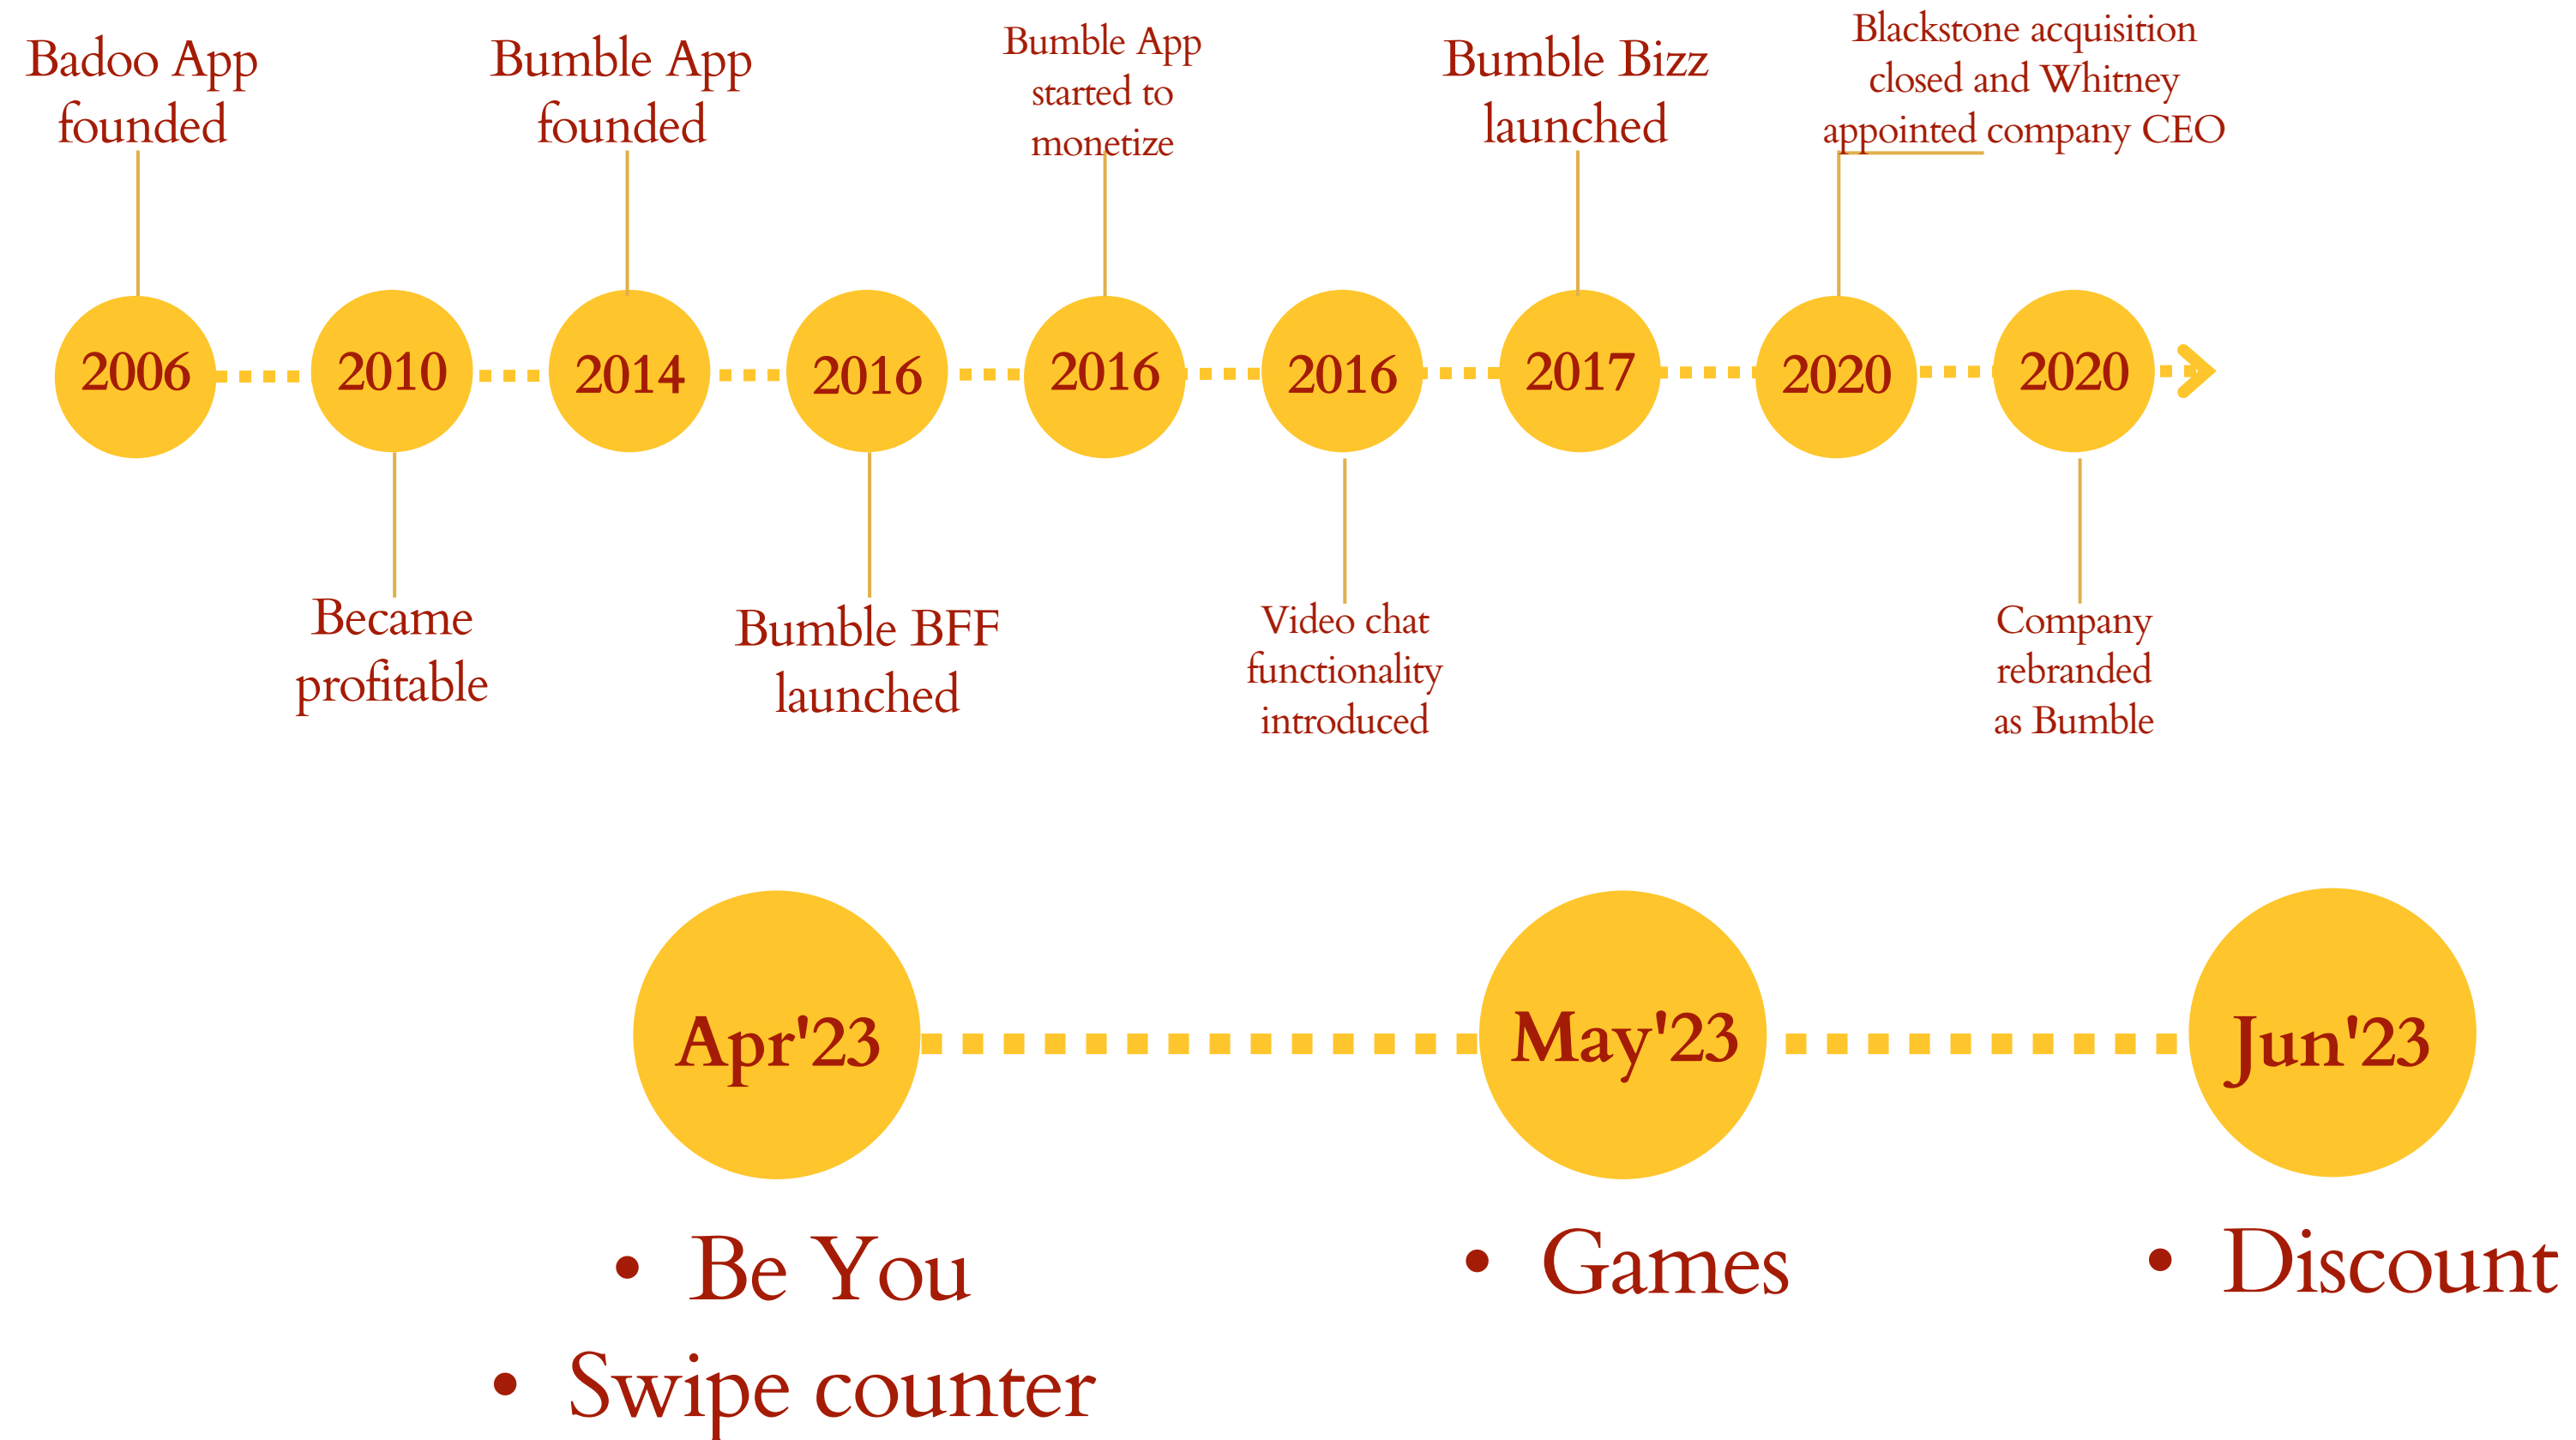 Badoo App
founded
Bumble App
founded
Bumble App
started to
monetize
Bumble Bizz
launched
Blackstone acquisition
closed and Whitney
appointed company CEO
2006
2010
2014
2016
2016
2016
2017
2020
2020
Became
profitable
Bumble BFF
launched
Video chat
functionality
introduced
Company
rebranded
as Bumble
Apr'23
May'23
Jun'23
• Be You
• Swipe counter
• Games
• Discount